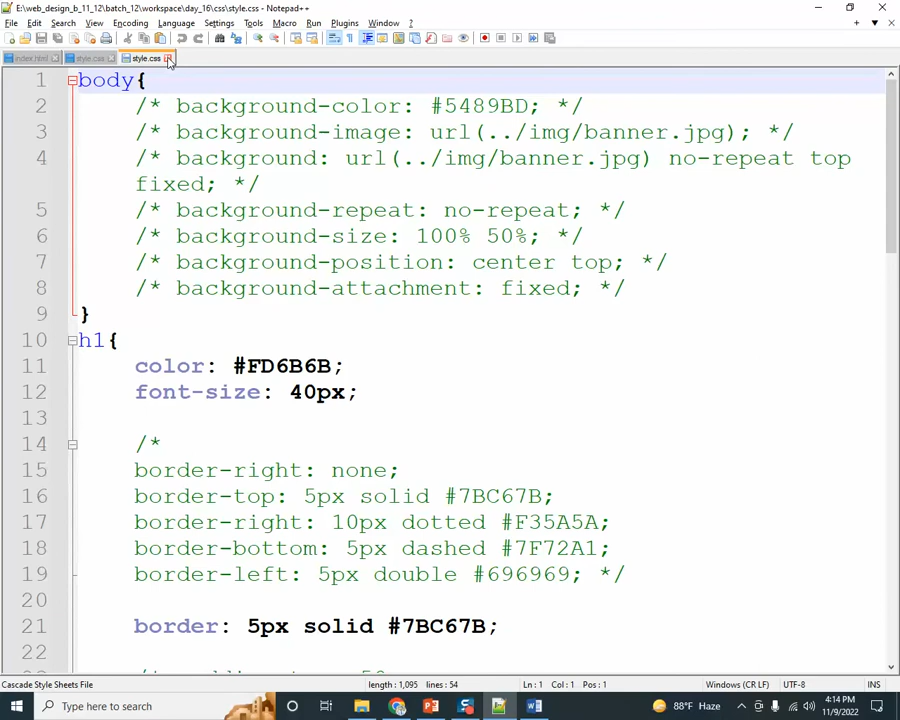 E:\web_design_b_11_12\batch_12\workspace\day_16\css\style.css - Notepad++
File Edit Search View Encoding Language Settings Tools Macro Run Plugins Window ?
index.html style.css style.css
1 body{
2 /* background-color: #5489BD; */
3 /* background-image: url(../img/banner.jpg); */
4 /* background: url(../img/banner.jpg) no-repeat top
fixed; */
5 /* background-repeat: no-repeat; */
6 /* background-size: 100% 50%; */
7 /* background-position: center top; */
8 /* background-attachment: fixed; */
9 }
10 h1{
11 color: #FD6B6B;
12 font-size: 40px;
13
14 /*
15 border-right: none;
16 border-top: 5px solid #7BC67B;
17 border-right: 10px dotted #F35A5A;
18 border-bottom: 5px dashed #7F72A1;
19 border-left: 5px double #696969; */
20
21 border: 5px solid #7BC67B;
22
Cascade Style Sheets File length : 1,095 lines : 54 Ln : 1 Col : 1 Pos : 1 Windows (CR LF) UTF-8 INS
Type here to search 88°F Haze 4:14 PM
11/9/2022